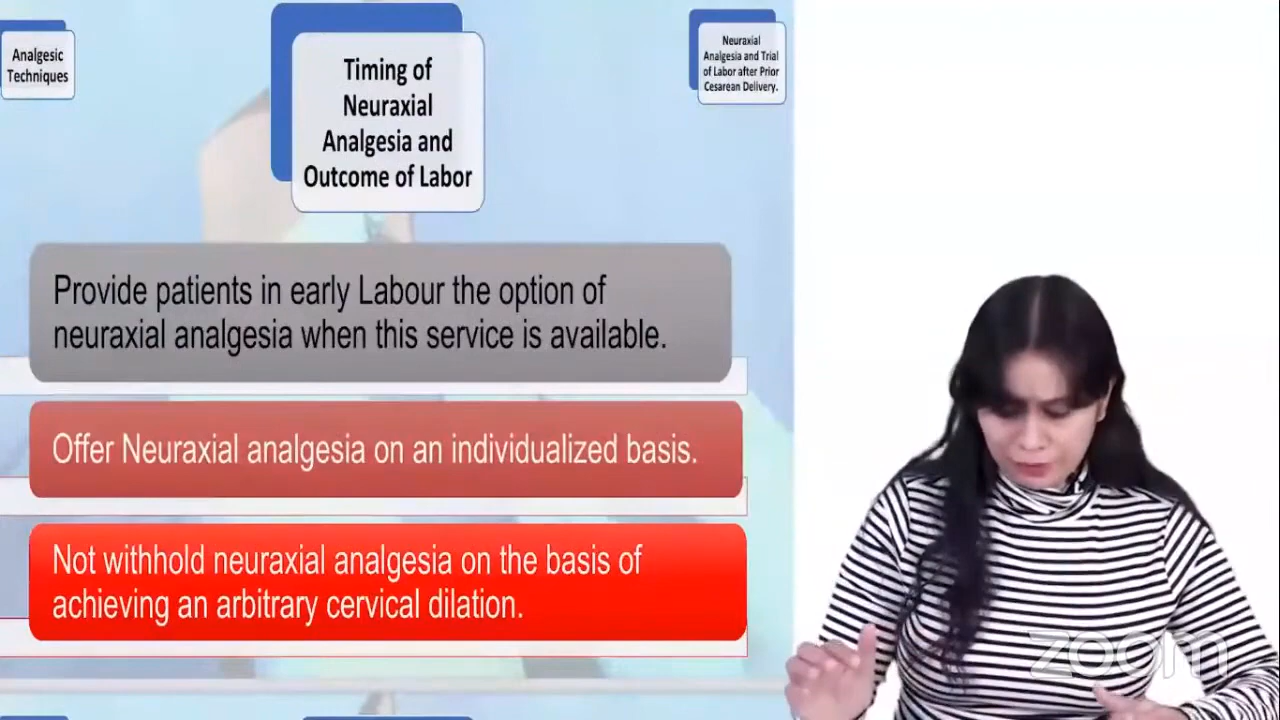 Analgesic
Techniques
Timing of
Neuraxial
Analgesia and
Outcome of Labor
Neuraxial
Analgesia and Trial
of Labor after Prior
Cesarean Delivery.
Provide patients in early Labour the option of
neuraxial analgesia when this service is available.
Offer Neuraxial analgesia on an individualized basis.
Not withhold neuraxial analgesia on the basis of
achieving an arbitrary cervical dilation.
zoom